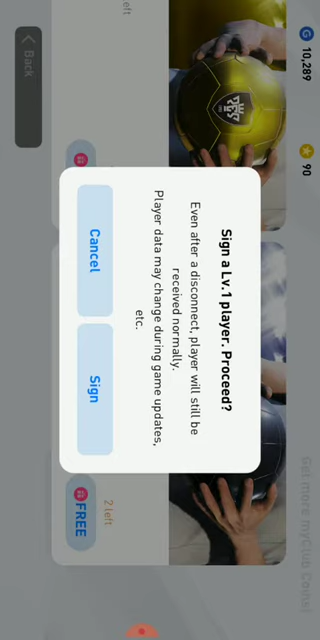 10,289
90
Back
eft
Sign a Lv.1 player. Proceed?
Even after a disconnect, player will still be
received normally.
Player data may change during game updates,
etc.
Cancel
Sign
2 left
FREE
Get more myClub Coins!